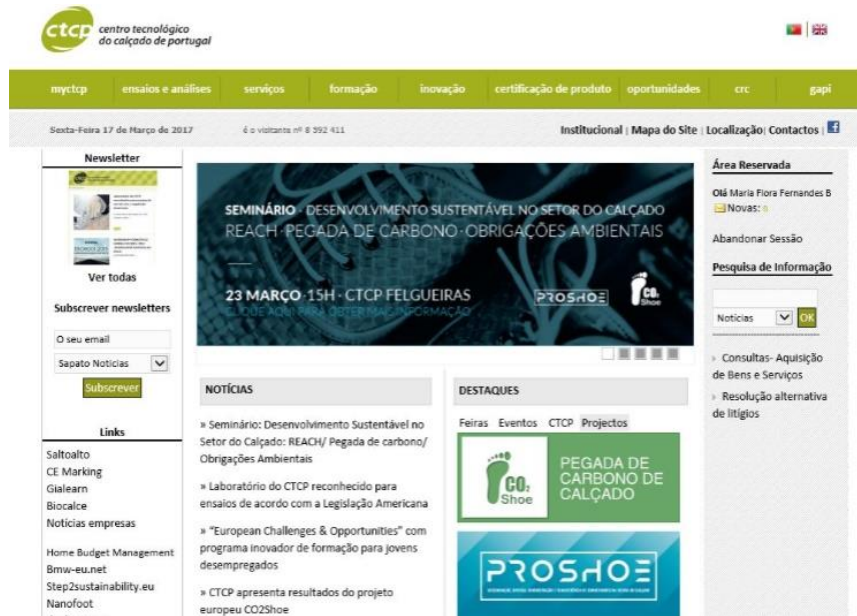 ctcp
centro tecnológico
do calçado de portugal
myctcp ensaios e análises serviços formação inovação certificação de produto oportunidades crc gapi
Sexta-Feira 17 de Março de 2017 é o visitante nº 8 392 411 Institucional | Mapa do Site | Localização| Contactos |
Newsletter
Ver todas
Subscrever newsletters
O seu email
Sapato Noticias
Subscrever
Links
Saltoalto
CE Marking
Gialearn
Biocalce
Notícias empresas
Home Budget Management
Bmw-eu.net
Step2sustainability.eu
Nanofoot
SEMINÁRIO · DESENVOLVIMENTO SUSTENTÁVEL NO SETOR DO CALÇADO
REACH · PEGADA DE CARBONO · OBRIGAÇÕES AMBIENTAIS
23 MARÇO · 15H · CTCP FELGUEIRAS
CLIQUE AQUI PARA OBTER MAIS INFORMAÇÃO
PROSHOE
CO2
Shoe
NOTÍCIAS
» Seminário: Desenvolvimento Sustentável no
Setor do Calçado: REACH/ Pegada de carbono/
Obrigações Ambientais
» Laboratório do CTCP reconhecido para
ensaios de acordo com a Legislação Americana
» "European Challenges & Opportunities" com
programa inovador de formação para jovens
desempregados
» CTCP apresenta resultados do projeto
europeu CO2Shoe
DESTAQUES
Feiras Eventos CTCP Projectos
CO2
Shoe
PEGADA DE
CARBONO DE
CALÇADO
PROSHOE
Área Reservada
Olá Maria Flora Fernandes B
Novas:
Abandonar Sessão
Pesquisa de Informação
Notícias OK
› Consultas- Aquisição
de Bens e Serviços
› Resolução alternativa
de litígios